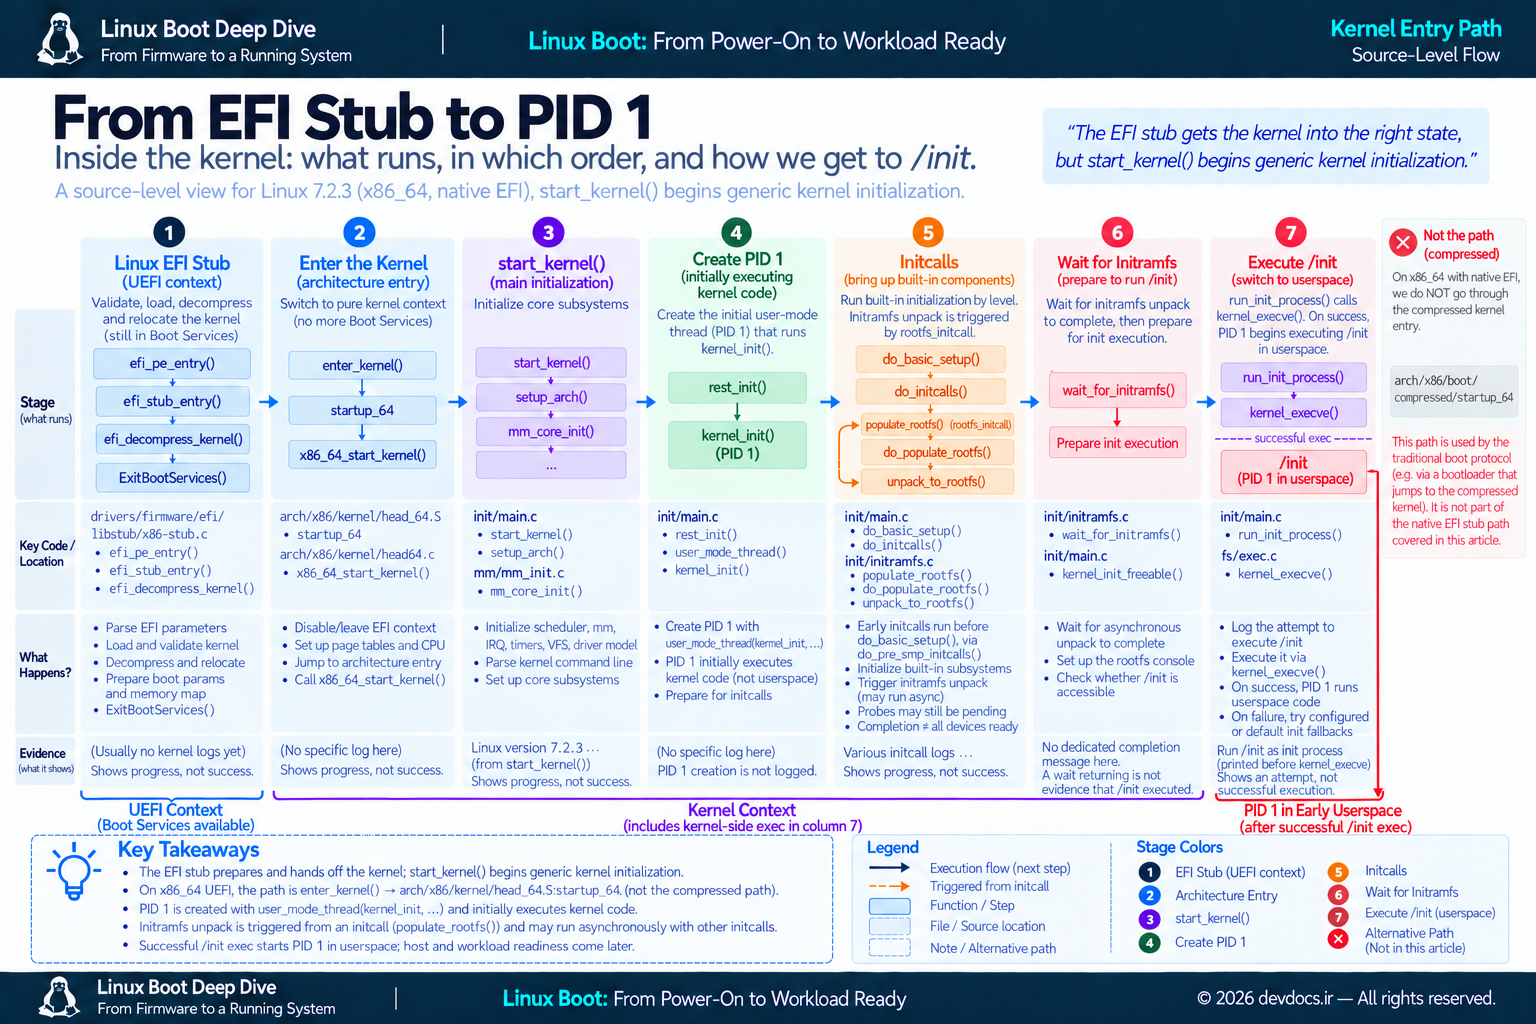 Linux Boot Deep Dive
From Firmware to a Running System
Linux Boot: From Power-On to Workload Ready
Kernel Entry Path
Source-Level Flow
From EFI Stub to PID 1
Inside the kernel: what runs, in which order, and how we get to /init.
A source-level view for Linux 7.2.3 (x86_64, native EFI), start_kernel() begins generic kernel initialization.
“The EFI stub gets the kernel into the right state,
but start_kernel() begins generic kernel initialization.”
1
Linux EFI Stub
(UEFI context)
Validate, load, decompress
and relocate the kernel
(still in Boot Services)
2
Enter the Kernel
(architecture entry)
Switch to pure kernel context
(no more Boot Services)
3
start_kernel()
(main initialization)
Initialize core subsystems
4
Create PID 1
(initially executing
kernel code)
Create the initial user-mode
thread (PID 1) that runs
kernel_init().
5
Initcalls
(bring up built-in components)
Run built-in initialization by level.
Initramfs unpack is triggered
by rootfs_initcall.
6
Wait for Initramfs
(prepare to run /init)
Wait for initramfs unpack
to complete, then prepare
for init execution.
7
Execute /init
(switch to userspace)
run_init_process() calls
kernel_execve(). On success,
PID 1 begins executing /init
in userspace.
Not the path
(compressed)
On x86_64 with native EFI,
we do NOT go through
the compressed kernel
entry.
arch/x86/boot/
compressed/startup_64
This path is used by the
traditional boot protocol
(e.g. via a bootloader that
jumps to the compressed
kernel). It is not part of
the native EFI stub path
covered in this article.
Stage
(what runs)
efi_pe_entry()
efi_stub_entry()
efi_decompress_kernel()
ExitBootServices()
enter_kernel()
startup_64
x86_64_start_kernel()
start_kernel()
setup_arch()
mm_core_init()
...
rest_init()
kernel_init()
(PID 1)
do_basic_setup()
do_initcalls()
populate_rootfs() (rootfs_initcall)
do_populate_rootfs()
unpack_to_rootfs()
wait_for_initramfs()
Prepare init execution
run_init_process()
kernel_execve()
successful exec
/init
(PID 1 in userspace)
Key Code /
Location
drivers/firmware/efi/
libstub/x86-stub.c
• efi_pe_entry()
• efi_stub_entry()
• efi_decompress_kernel()
arch/x86/kernel/head_64.S
• startup_64
arch/x86/kernel/head64.c
• x86_64_start_kernel()
init/main.c
• start_kernel()
• setup_arch()
mm/mm_init.c
• mm_core_init()
init/main.c
• rest_init()
• user_mode_thread()
• kernel_init()
init/main.c
• do_basic_setup()
• do_initcalls()
init/initramfs.c
• populate_rootfs()
• do_populate_rootfs()
• unpack_to_rootfs()
init/initramfs.c
• wait_for_initramfs()
init/main.c
• kernel_init_freeable()
init/main.c
• run_init_process()
fs/exec.c
• kernel_execve()
What
Happens?
• Parse EFI parameters
• Load and validate kernel
• Decompress and relocate
• Prepare boot params
and memory map
• ExitBootServices()
• Disable/leave EFI context
• Set up page tables and CPU
• Jump to architecture entry
• Call x86_64_start_kernel()
• Initialize scheduler, mm,
IRQ, timers, VFS, driver model
• Parse kernel command line
• Set up core subsystems
• Create PID 1 with
user_mode_thread(kernel_init, ...)
• PID 1 initially executes
kernel code (not userspace)
• Prepare for initcalls
• Early initcalls run before
do_basic_setup(), via
do_pre_smp_initcalls()
• Initialize built-in subsystems
• Trigger initramfs unpack
(may run async)
• Probes may still be pending
• Completion ≠ all devices ready
• Wait for asynchronous
unpack to complete
• Set up the rootfs console
• Check whether /init is
accessible
• Log the attempt to
execute /init
• Execute it via
kernel_execve()
• On success, PID 1 runs
userspace code
• On failure, try configured
or default init fallbacks
Evidence
(what it shows)
(Usually no kernel logs yet)
Shows progress, not success.
(No specific log here)
Shows progress, not success.
Linux version 7.2.3 ...
(from start_kernel())
Shows progress, not success.
(No specific log here)
PID 1 creation is not logged.
Various initcall logs ...
Shows progress, not success.
No dedicated completion
message here.
A wait returning is not
evidence that /init executed.
Run /init as init process
(printed before kernel_execve)
Shows an attempt, not
successful execution.
UEFI Context
(Boot Services available)
Kernel Context
(includes kernel-side exec in column 7)
PID 1 in Early Userspace
(after successful /init exec)
Key Takeaways
• The EFI stub prepares and hands off the kernel; start_kernel() begins generic kernel initialization.
• On x86_64 UEFI, the path is enter_kernel() → arch/x86/kernel/head_64.S:startup_64. (not the compressed path).
• PID 1 is created with user_mode_thread(kernel_init, ...) and initially executes kernel code.
• Initramfs unpack is triggered from an initcall (populate_rootfs()) and may run asynchronously with other initcalls.
• Successful /init exec starts PID 1 in userspace; host and workload readiness come later.
Legend
Execution flow (next step)
Triggered from initcall
Function / Step
File / Source location
Note / Alternative path
Stage Colors
1 EFI Stub (UEFI context)
2 Architecture Entry
3 start_kernel()
4 Create PID 1
5 Initcalls
6 Wait for Initramfs
7 Execute /init (userspace)
Alternative Path
(Not in this article)
Linux Boot Deep Dive
From Firmware to a Running System
Linux Boot: From Power-On to Workload Ready
© 2026 devdocs.ir — All rights reserved.